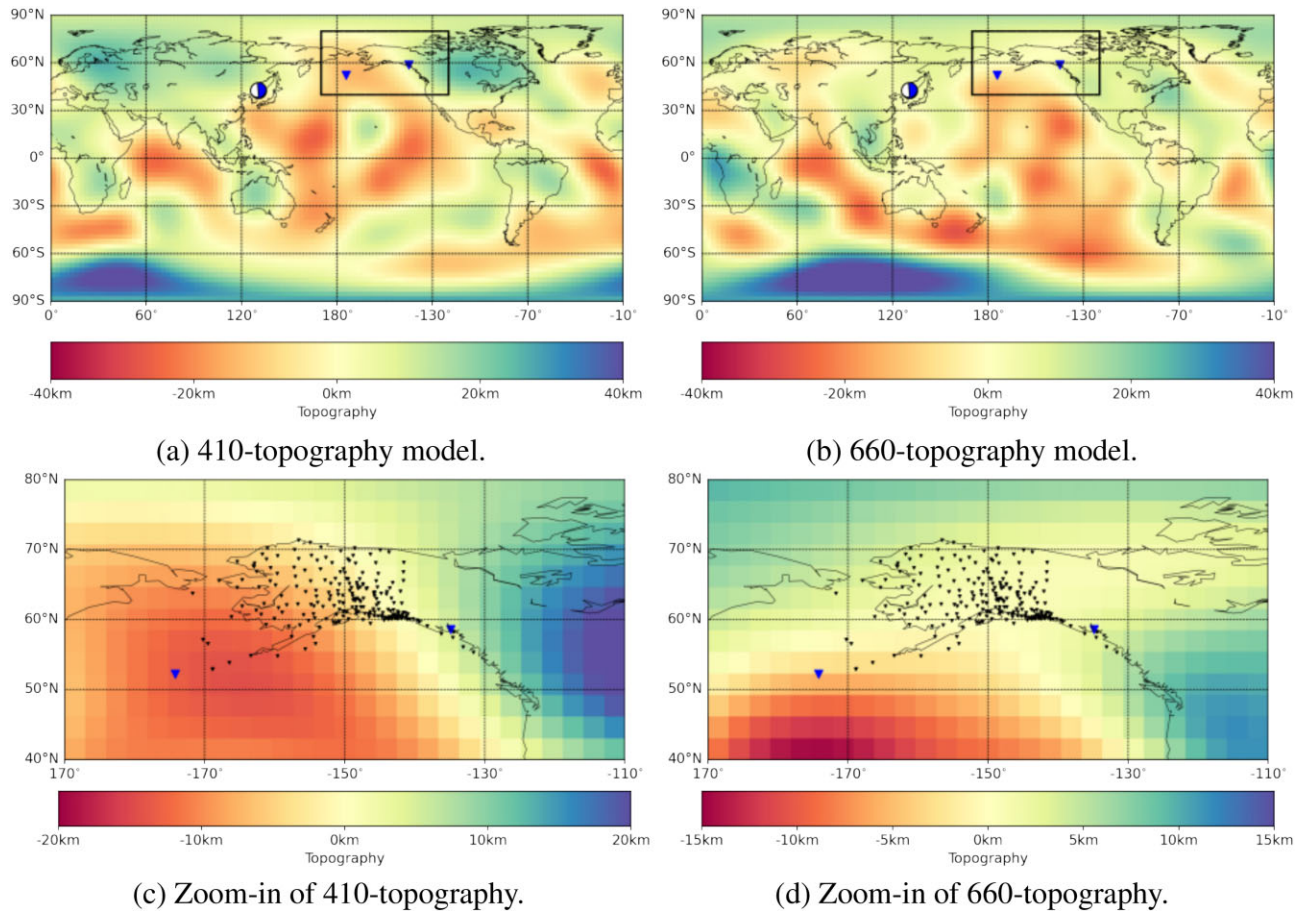 90°N 90°N
60°N 60°N
30°N 30°N
0° 0°
30°S 30°S
60°S 60°S
90°S 90°S
0° 60° 120° 180° -130° -70° -10° 0° 60° 120° 180° -130° -70° -10°
-40km -20km 0km 20km 40km -40km -20km 0km 20km 40km
Topography Topography
(a) 410-topography model. (b) 660-topography model.
80°N 80°N
70°N 70°N
60°N 60°N
50°N 50°N
40°N 40°N
170° -170° -150° -130° -110° 170° -170° -150° -130° -110°
-20km -10km 0km 10km 20km -15km -10km -5km 0km 5km 10km 15km
Topography Topography
(c) Zoom-in of 410-topography. (d) Zoom-in of 660-topography.